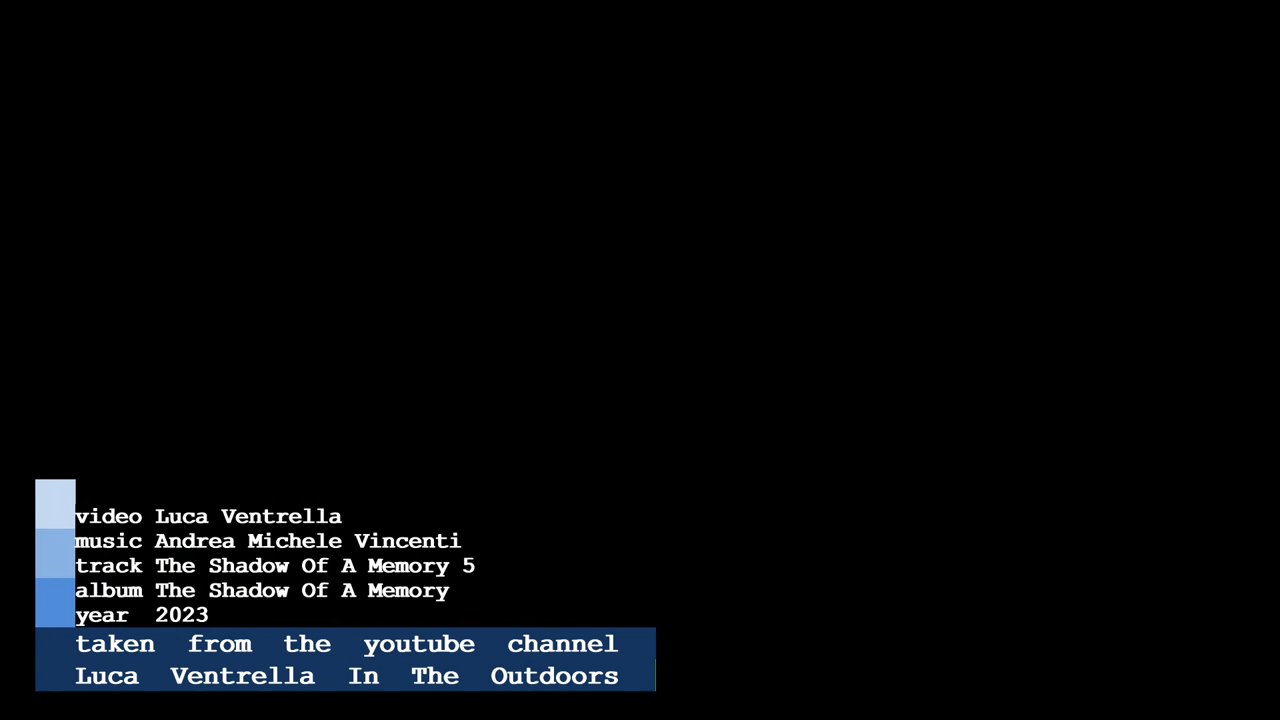 video Luca Ventrella
music Andrea Michele Vincenti
track The Shadow Of A Memory 5
album The Shadow Of A Memory
year 2023
taken from the youtube channel
Luca Ventrella In The Outdoors